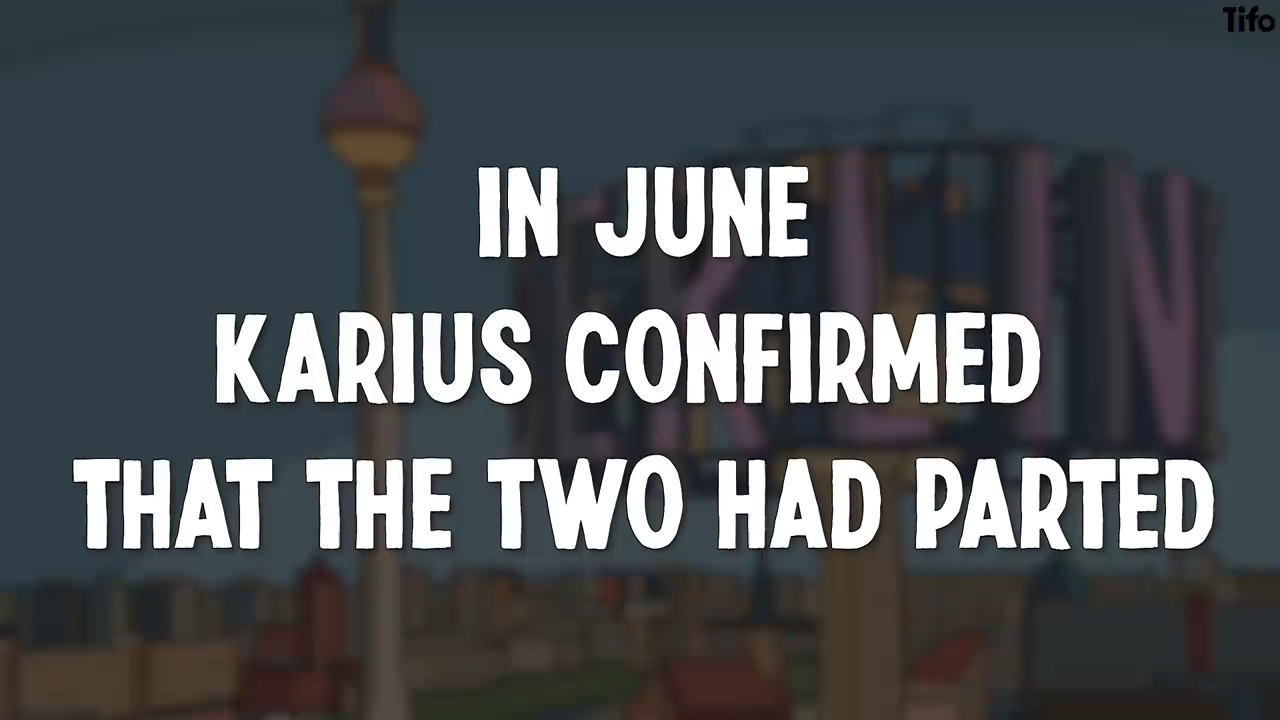 Tifo
IN JUNE
KARIUS CONFIRMED
THAT THE TWO HAD PARTED